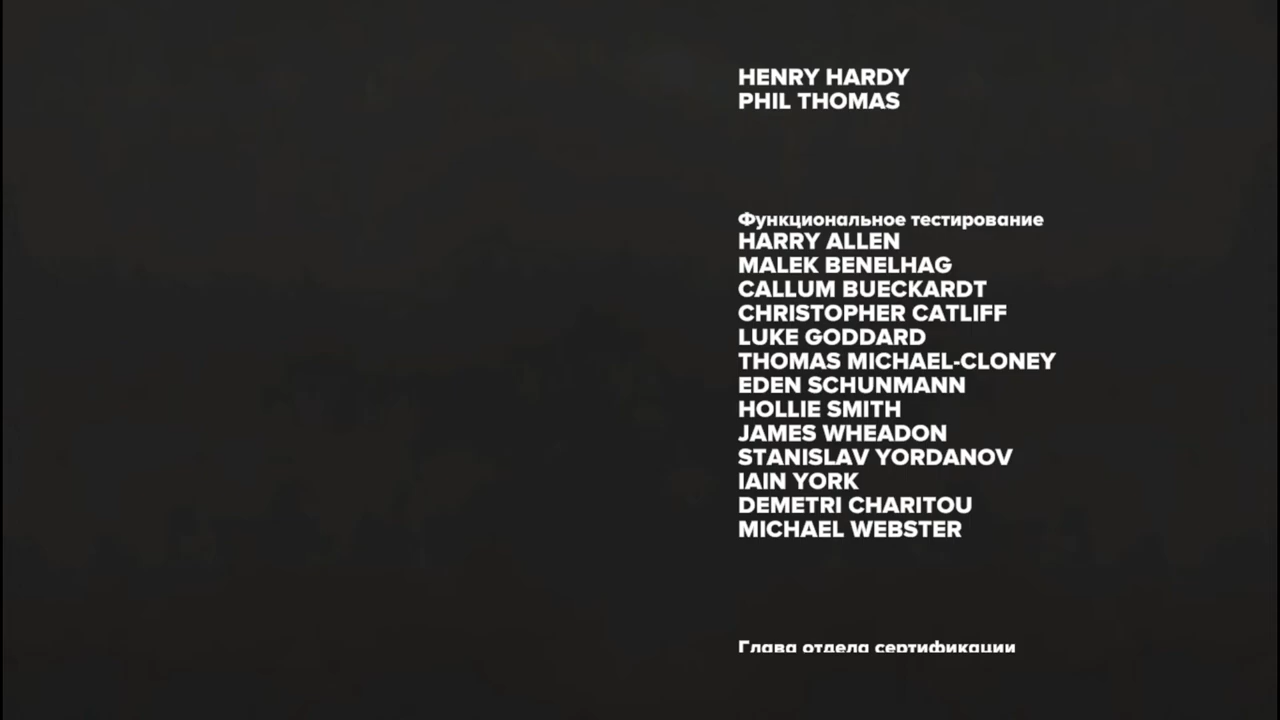 HENRY HARDY
PHIL THOMAS
Функциональное тестирование
HARRY ALLEN
MALEK BENELHAG
CALLUM BUECKARDT
CHRISTOPHER CATLIFF
LUKE GODDARD
THOMAS MICHAEL-CLONEY
EDEN SCHUNMANN
HOLLIE SMITH
JAMES WHEADON
STANISLAV YORDANOV
IAIN YORK
DEMETRI CHARITOU
MICHAEL WEBSTER
Глава отдела сертификации